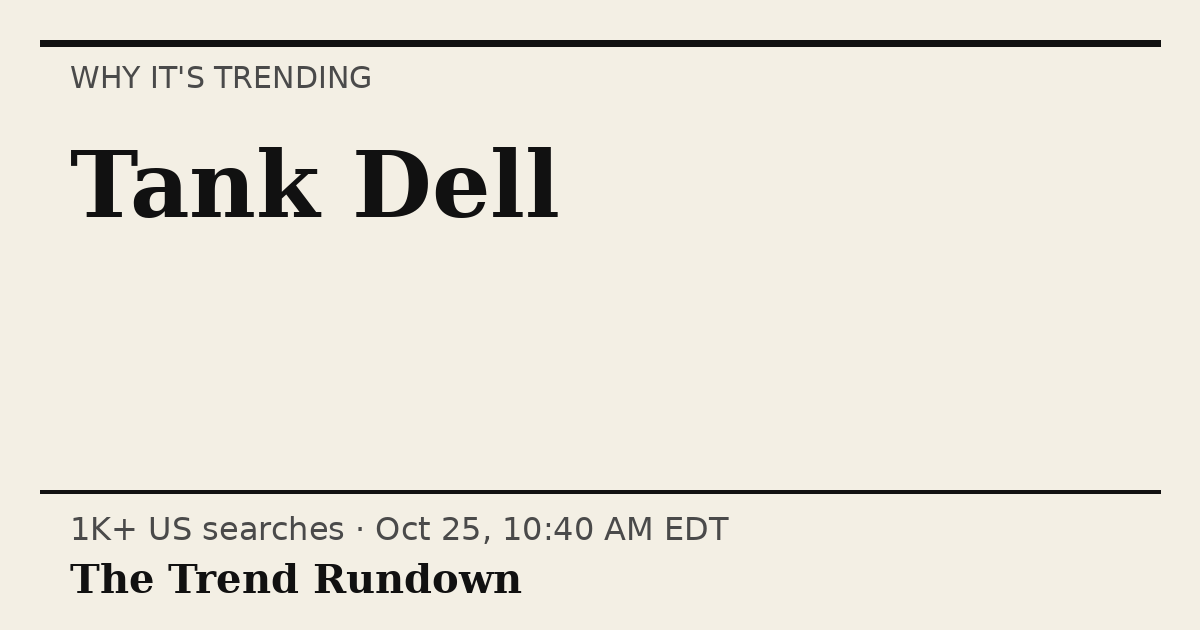 WHY IT'S TRENDING
Tank Dell
1K+ US searches · Oct 25, 10:40 AM EDT
The Trend Rundown